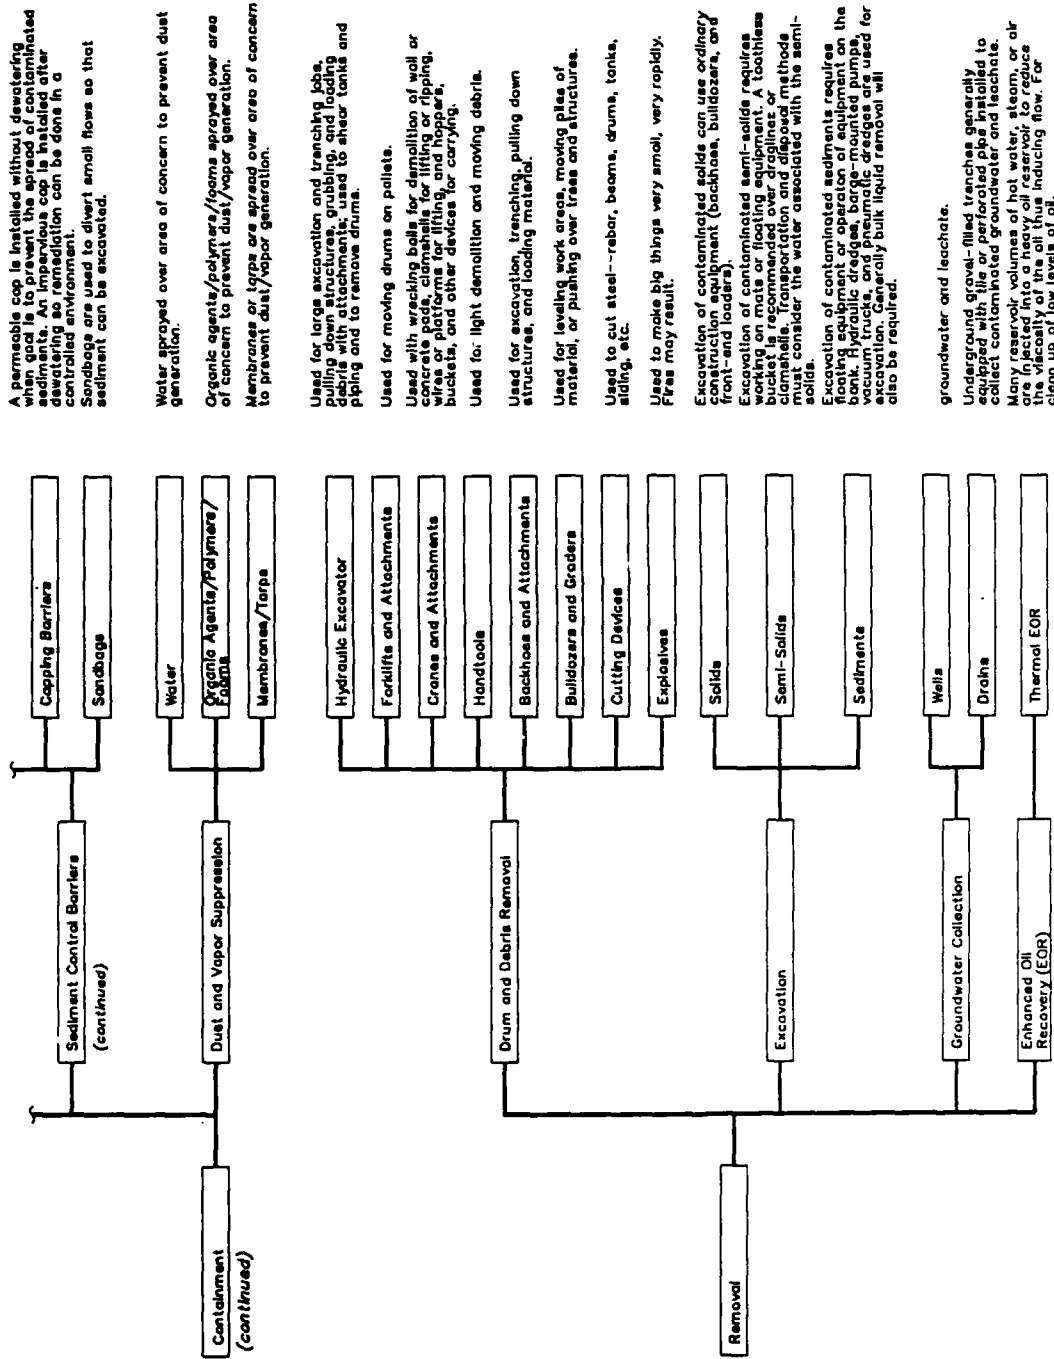 Containment
(continued)
Sediment Control Barriers
(continued)
Capping Barriers
A permeable cap is installed without dewatering
when goal is to prevent the spread of contaminated
sediments. An impervious cap is installed after
dewatering so remediation can be done in a
controlled environment.
Sandbags
Sandbags are used to divert small flows so that
sediment can be excavated.
Dust and Vapor Suppression
Water
Water sprayed over area of concern to prevent dust
generation.
Organic Agents/Polymers/
Foams
Organic agents/polymers/foams sprayed over area
of concern to prevent dust/vapor generation.
Membranes/Tarps
Membranes or tarps are spread over area of concern
to prevent dust/vapor generation.
Removal
Drum and Debris Removal
Hydraulic Excavator
Used for large excavation and trenching jobs,
pulling down structures, grubbing, and loading
debris with attachments; used to shear tanks and
piping and to remove drums.
Forklifts and Attachments
Used for moving drums on pallets.
Cranes and Attachments
Used with wrecking balls for demolition of wall or
concrete pads, clamshells for lifting or ripping,
wires or platforms for lifting, and hoppers,
buckets, and other devices for carrying.
Handtools
Used for light demolition and moving debris.
Backhoes and Attachments
Used for excavation, trenching, pulling down
structures, and loading material.
Bulldozers and Graders
Used for leveling work areas, moving piles of
material, or pushing over trees and structures.
Cutting Devices
Used to cut steel--rebar, beams, drums, tanks,
siding, etc.
Explosives
Used to make big things very small, very rapidly.
Fires may result.
Excavation
Solids
Excavation of contaminated solids can use ordinary
construction equipment (backhoes, bulldozers, and
front-end loaders).
Semi-Solids
Excavation of contaminated semi-solids requires
working on mats or floating equipment. A toothless
bucket is recommended over draglines or
clamshells. Transportation and disposal methods
must consider the water associated with the semi-
solids.
Sediments
Excavation of contaminated sediments requires
floating equipment or operation of equipment on the
bank. Hydraulic dredges, barge-mounted pumps,
vacuum trucks, and pneumatic dredges are used for
excavation. Generally bulk liquid removal will
also be required.
Groundwater Collection
Wells
groundwater and leachate.
Drains
Underground gravel-filled trenches generally
equipped with tile or perforated pipe installed to
collect contaminated groundwater and leachate.
Enhanced Oil
Recovery (EOR)
Thermal EOR
Many reservoir volumes of hot water, steam, or air
are injected into a heavy oil reservoir to reduce
the viscosity of the oil thus inducing flow. For
clean up of low levels of oil.